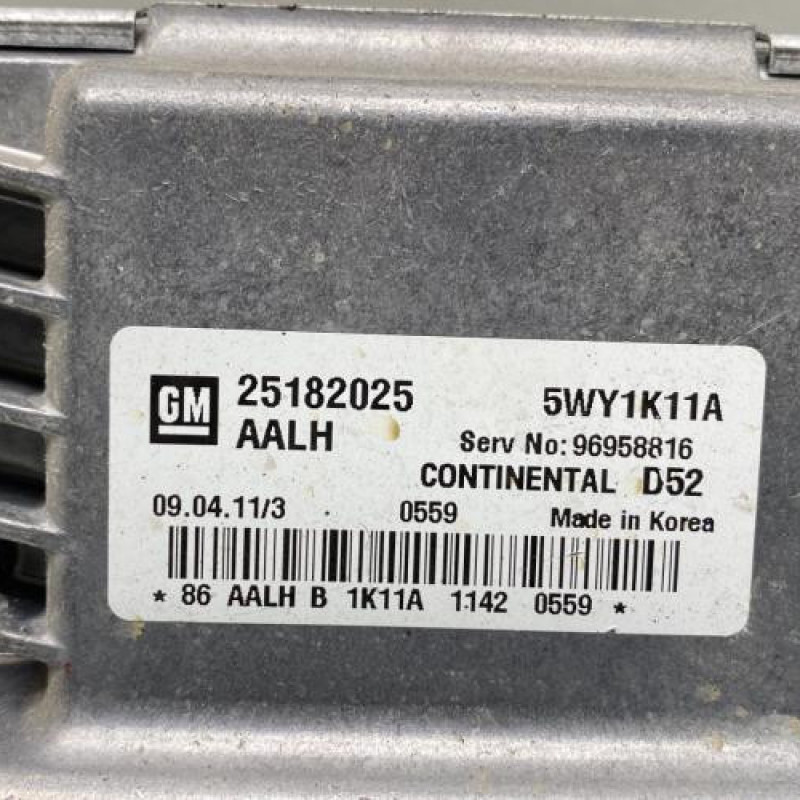 GM 25182025 5WY1K11A
AALH Serv No: 96958816
CONTINENTAL D52
09.04.11/3 0559 Made in Korea
* 86 AALH B 1K11A 1142 0559 *